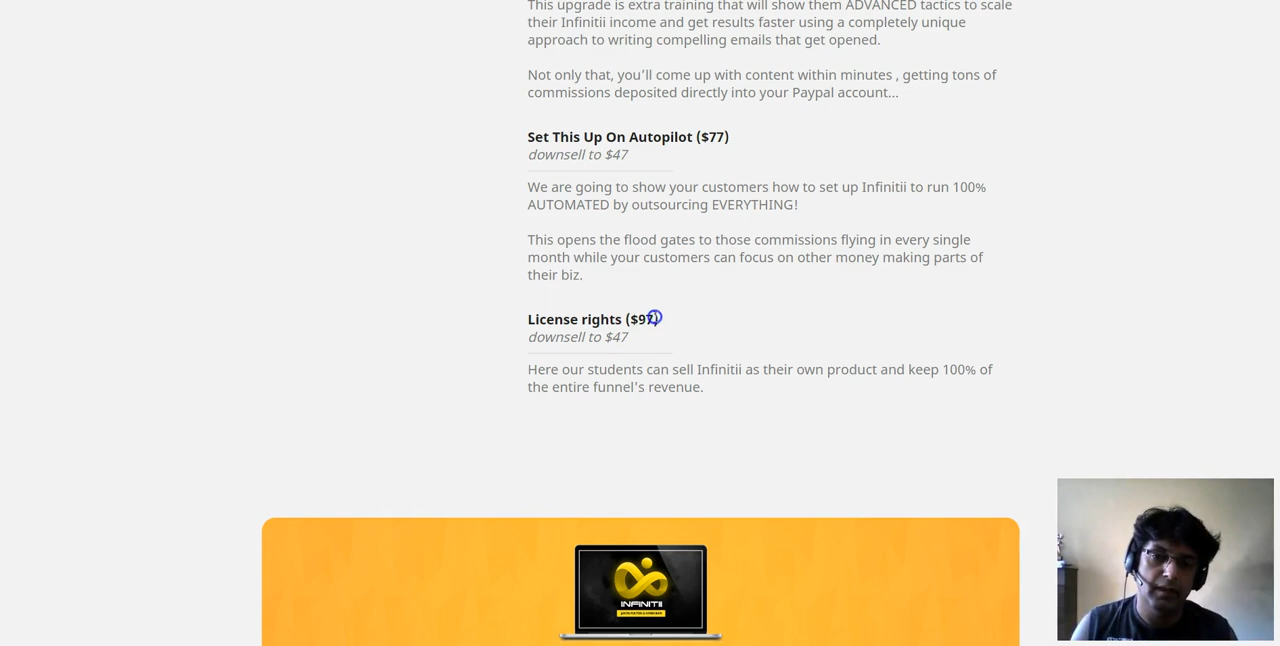 This upgrade is extra training that will show them ADVANCED tactics to scale
their Infinitii income and get results faster using a completely unique
approach to writing compelling emails that get opened.
Not only that, you'll come up with content within minutes , getting tons of
commissions deposited directly into your Paypal account...
Set This Up On Autopilot ($77)
downsell to $47
We are going to show your customers how to set up Infinitii to run 100%
AUTOMATED by outsourcing EVERYTHING!
This opens the flood gates to those commissions flying in every single
month while your customers can focus on other money making parts of
their biz.
License rights ($97)
downsell to $47
Here our students can sell Infinitii as their own product and keep 100% of
the entire funnel's revenue.
INFINITII